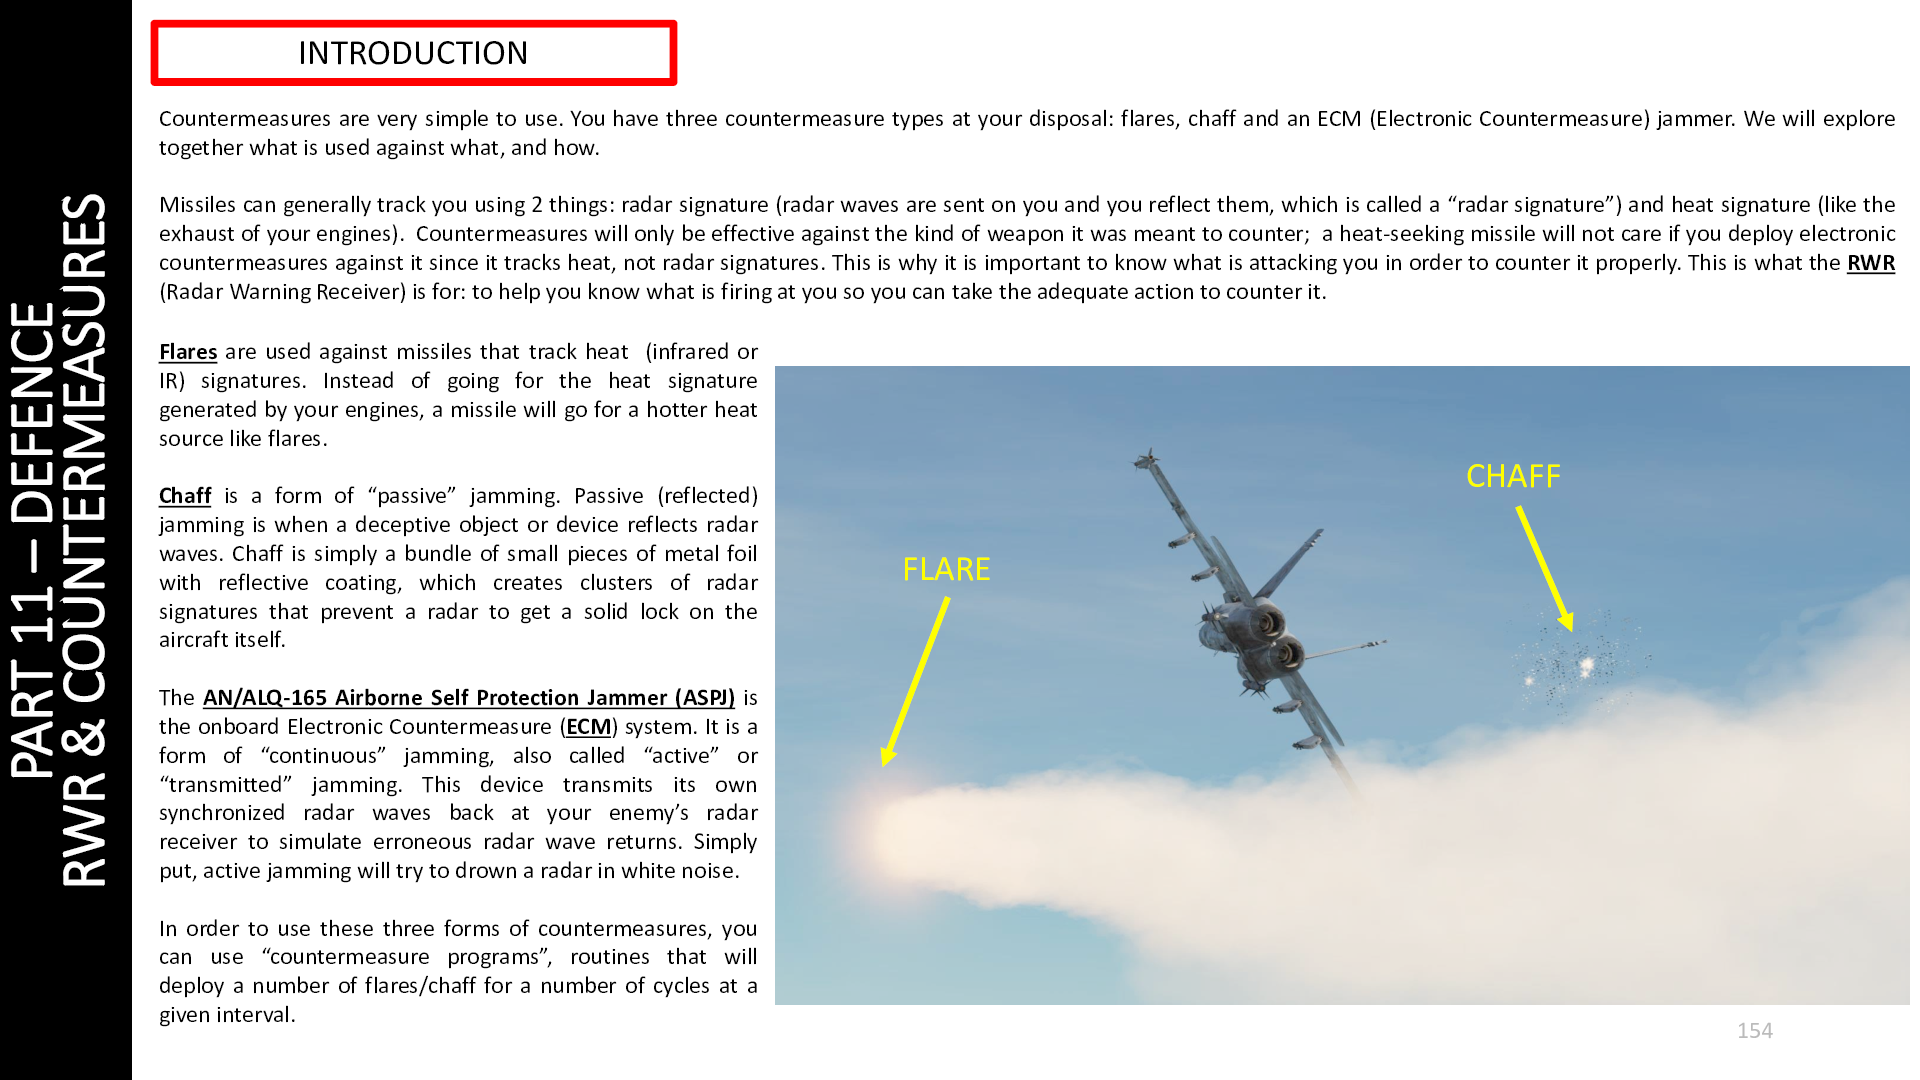 PART 11 – DEFENCE
RWR & COUNTERMEASURES
INTRODUCTION
Countermeasures are very simple to use. You have three countermeasure types at your disposal: flares, chaff and an ECM (Electronic Countermeasure) jammer. We will explore
together what is used against what, and how.
Missiles can generally track you using 2 things: radar signature (radar waves are sent on you and you reflect them, which is called a “radar signature”) and heat signature (like the
exhaust of your engines). Countermeasures will only be effective against the kind of weapon it was meant to counter; a heat-seeking missile will not care if you deploy electronic
countermeasures against it since it tracks heat, not radar signatures. This is why it is important to know what is attacking you in order to counter it properly. This is what the RWR
(Radar Warning Receiver) is for: to help you know what is firing at you so you can take the adequate action to counter it.
Flares are used against missiles that track heat (infrared or
IR) signatures. Instead of going for the heat signature
generated by your engines, a missile will go for a hotter heat
source like flares.
Chaff is a form of “passive” jamming. Passive (reflected)
jamming is when a deceptive object or device reflects radar
waves. Chaff is simply a bundle of small pieces of metal foil
with reflective coating, which creates clusters of radar
signatures that prevent a radar to get a solid lock on the
aircraft itself.
The AN/ALQ-165 Airborne Self Protection Jammer (ASPJ) is
the onboard Electronic Countermeasure (ECM) system. It is a
form of “continuous” jamming, also called “active” or
“transmitted” jamming. This device transmits its own
synchronized radar waves back at your enemy’s radar
receiver to simulate erroneous radar wave returns. Simply
put, active jamming will try to drown a radar in white noise.
In order to use these three forms of countermeasures, you
can use “countermeasure programs”, routines that will
deploy a number of flares/chaff for a number of cycles at a
given interval.
FLARE
CHAFF
154